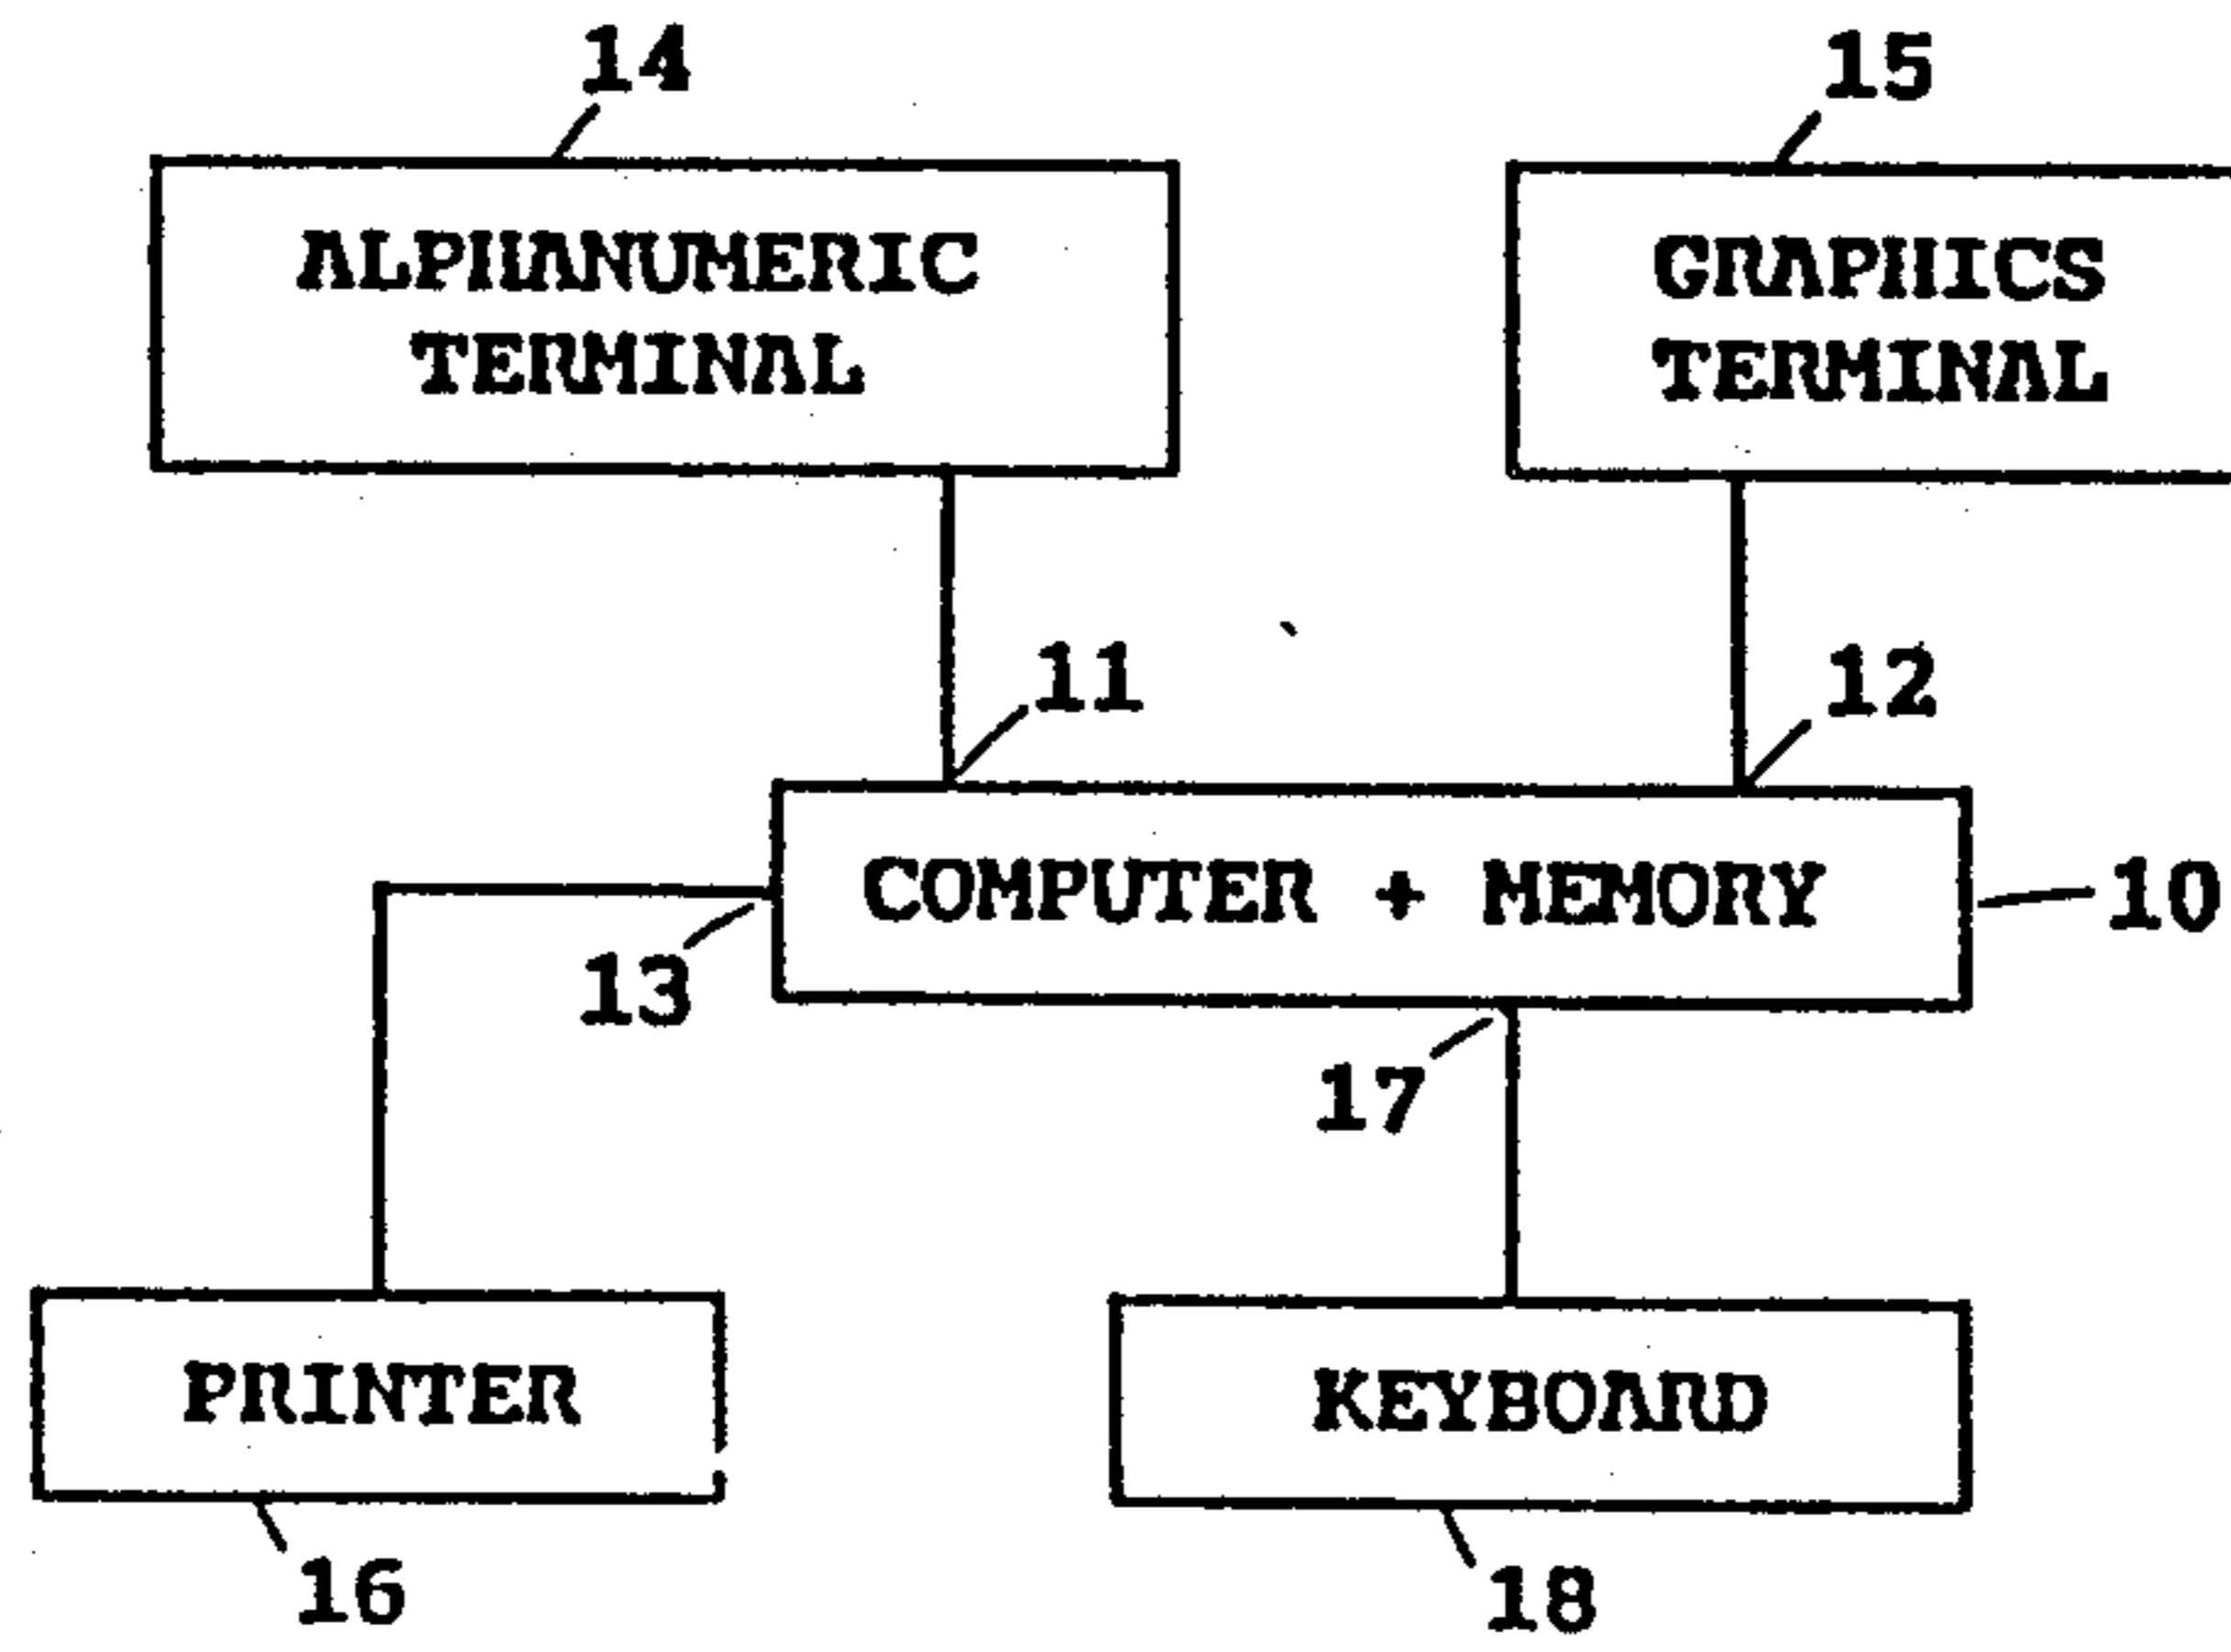 14
15
ALPHANUMERIC
TERMINAL
GRAPHICS
TERMINAL
11
12
COMPUTER + MEMORY
10
13
17
PRINTER
KEYBOARD
16
18